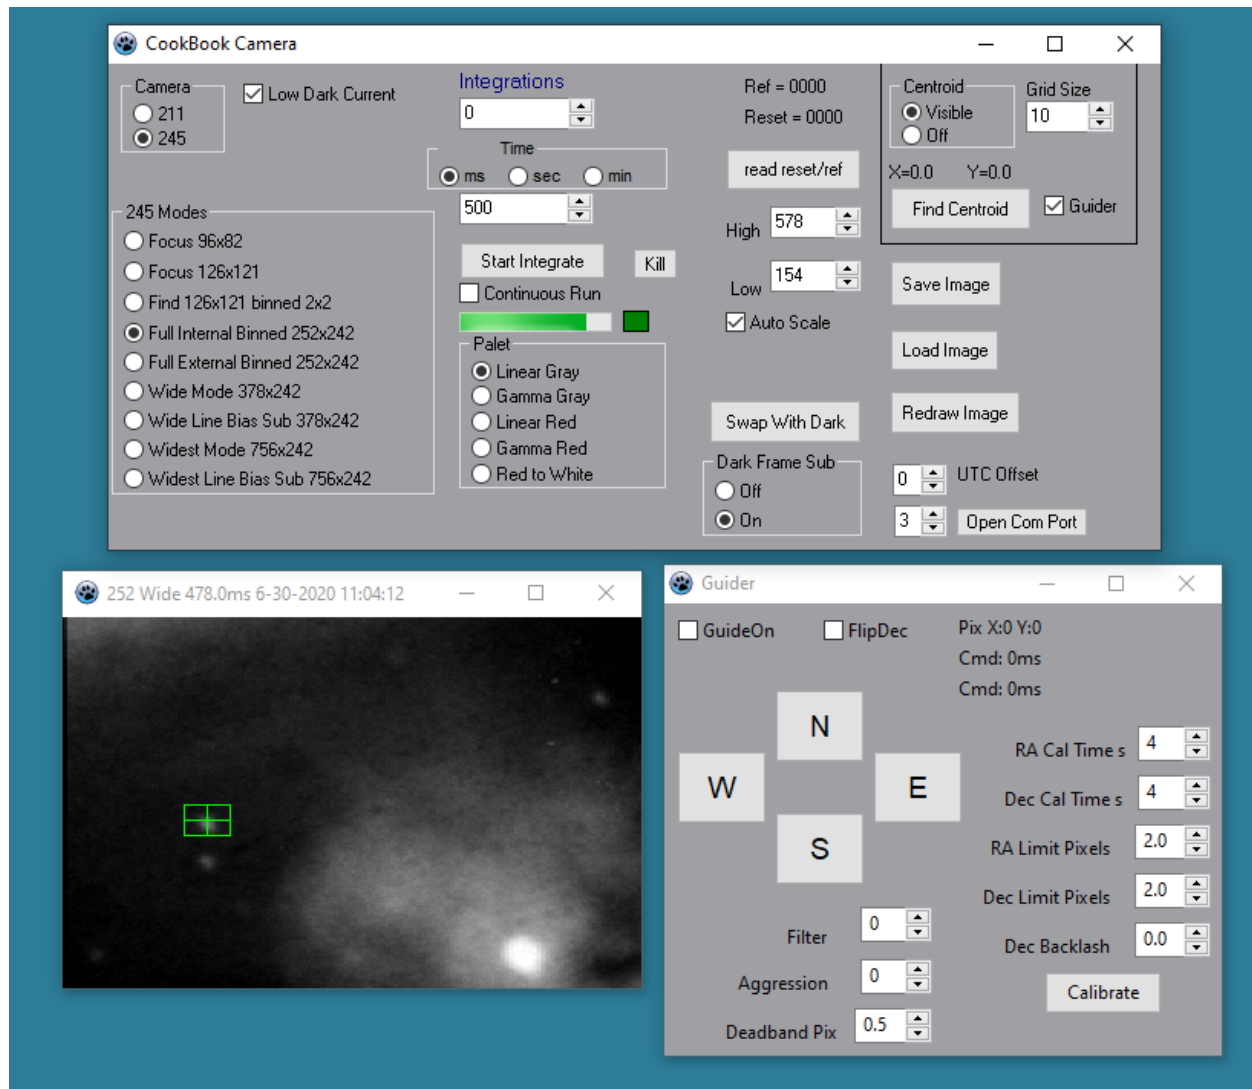 CookBook Camera
Camera
211
245
Low Dark Current
245 Modes
Focus 96x82
Focus 126x121
Find 126x121 binned 2x2
Full Internal Binned 252x242
Full External Binned 252x242
Wide Mode 378x242
Wide Line Bias Sub 378x242
Widest Mode 756x242
Widest Line Bias Sub 756x242
Integrations
0
Time
ms sec min
500
Start Integrate Kill
Continuous Run
Palet
Linear Gray
Gamma Gray
Linear Red
Gamma Red
Red to White
Ref = 0000
Reset = 0000
read reset/ref
High 578
Low 154
Auto Scale
Swap With Dark
Dark Frame Sub
Off
On
Centroid
Visible
Off
Grid Size
10
X=0.0 Y=0.0
Find Centroid
Guider
Save Image
Load Image
Redraw Image
0 UTC Offset
3 Open Com Port
252 Wide 478.0ms 6-30-2020 11:04:12
Guider
GuideOn FlipDec
Pix X:0 Y:0
Cmd: 0ms
Cmd: 0ms
N
W E
S
RA Cal Time s 4
Dec Cal Time s 4
RA Limit Pixels 2.0
Dec Limit Pixels 2.0
Dec Backlash 0.0
Calibrate
Filter 0
Aggression 0
Deadband Pix 0.5